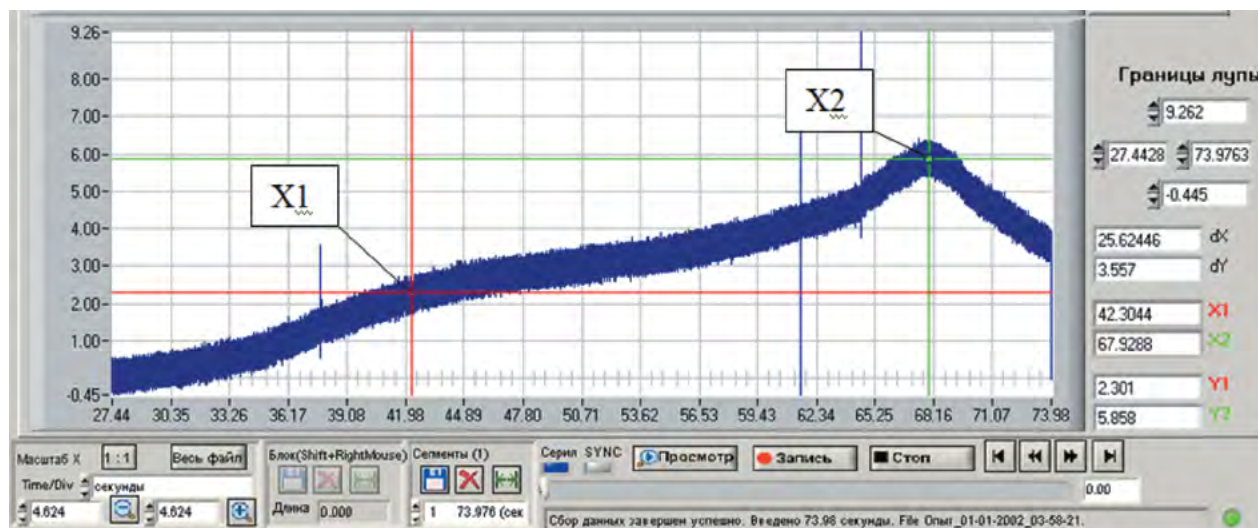 9.26
8.00
7.00
6.00
5.00
4.00
3.00
2.00
1.00
-0.45
27.44 30.35 33.26 36.17 39.08 41.98 44.89 47.80 50.71 53.62 56.53 59.43 62.34 65.25 68.16 71.07 73.98
X1
X2
Границы лупы
9.262
27.4428 73.9763
-0.445
25.62446 dX
3.557 dY
42.3044 X1
67.9288 X2
2.301 Y1
5.858 Y2
Масштаб X 1:1 Весь файл
Time/Div секунды
4.624 4.624
Блок(Shift+RightMouse)
Длина 0.000
Сегменты (1)
1 73.976 (сек
Серия SYNC Просмотр Запись Стоп
0.00
Сбор данных завершен успешно. Введено 73.98 секунды. File Опыт_01-01-2002_03-58-21.